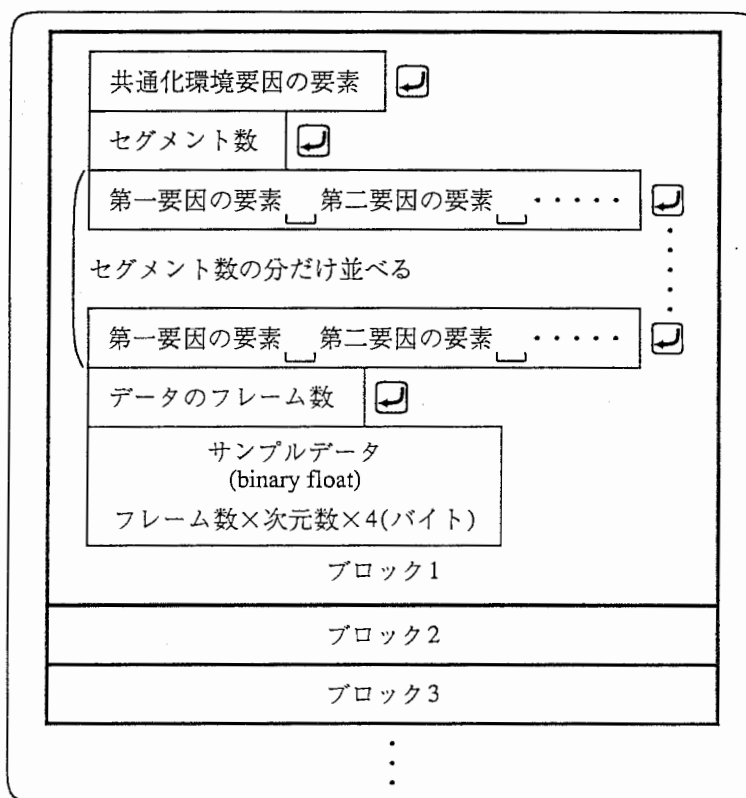 共通化環境要因の要素
セグメント数
第一要因の要素 第二要因の要素 ・・・・・
セグメント数の分だけ並べる
第一要因の要素 第二要因の要素 ・・・・・
データのフレーム数
サンプルデータ
(binary float)
フレーム数×次元数×4(バイト)
ブロック1
ブロック2
ブロック3